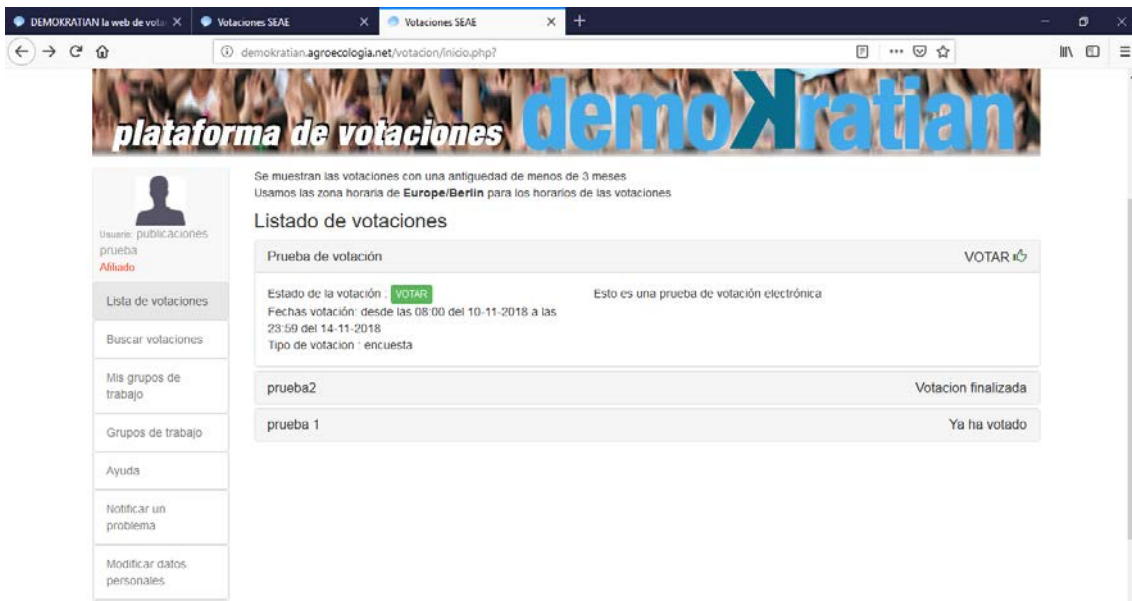 DEMOKRATIAN la web de vota
Votaciones SEAE
Votaciones SEAE
demokratian.agroecologia.net/votacion/inicio.php?
plataforma de votaciones demoKratian
Se muestran las votaciones con una antiguedad de menos de 3 meses
Usamos las zona horaria de Europe/Berlin para los horarios de las votaciones
Listado de votaciones
Usuario: publicaciones
prueba
Afiliado
Lista de votaciones
Buscar votaciones
Mis grupos de
trabajo
Grupos de trabajo
Ayuda
Notificar un
problema
Modificar datos
personales
Prueba de votación VOTAR
Estado de la votación : VOTAR
Fechas votación: desde las 08:00 del 10-11-2018 a las
23:59 del 14-11-2018
Tipo de votacion : encuesta
Esto es una prueba de votación electrónica
prueba2 Votacion finalizada
prueba 1 Ya ha votado